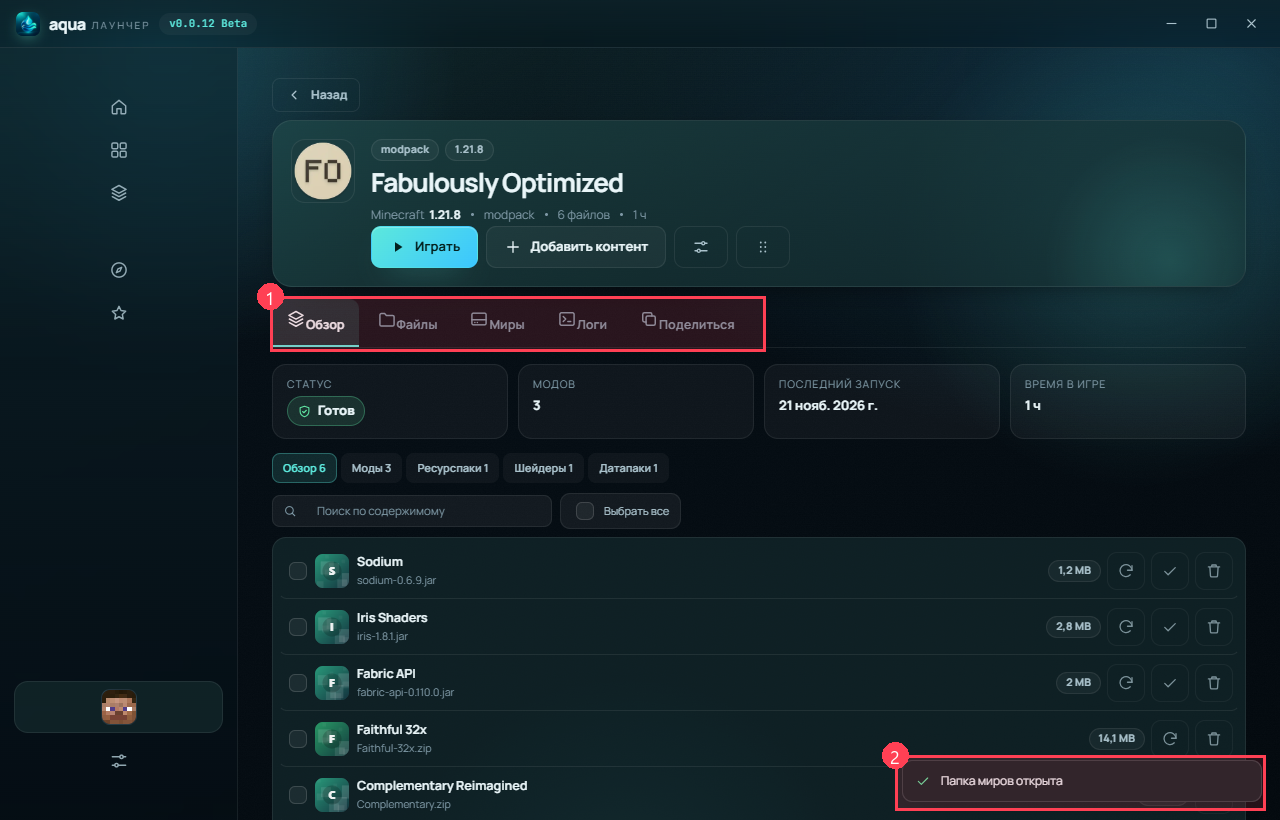 aqua ЛАУНЧЕР v0.0.12 Beta
Назад
FO
modpack 1.21.8
Fabulously Optimized
Minecraft 1.21.8 • modpack • 6 файлов • 1 ч
Играть Добавить контент
1
Обзор Файлы Миры Логи Поделиться
СТАТУС МОДОВ ПОСЛЕДНИЙ ЗАПУСК ВРЕМЯ В ИГРЕ
Готов 3 21 нояб. 2026 г. 1 ч
Обзор 6 Моды 3 Ресурспаки 1 Шейдеры 1 Датапаки 1
Поиск по содержимому Выбрать все
S Sodium
sodium-0.6.9.jar
1,2 MB
I Iris Shaders
iris-1.8.1.jar
2,8 MB
F Fabric API
fabric-api-0.110.0.jar
2 MB
F Faithful 32x
Faithful-32x.zip
14,1 MB
C Complementary Reimagined
Complementary.zip
2
Папка миров открыта